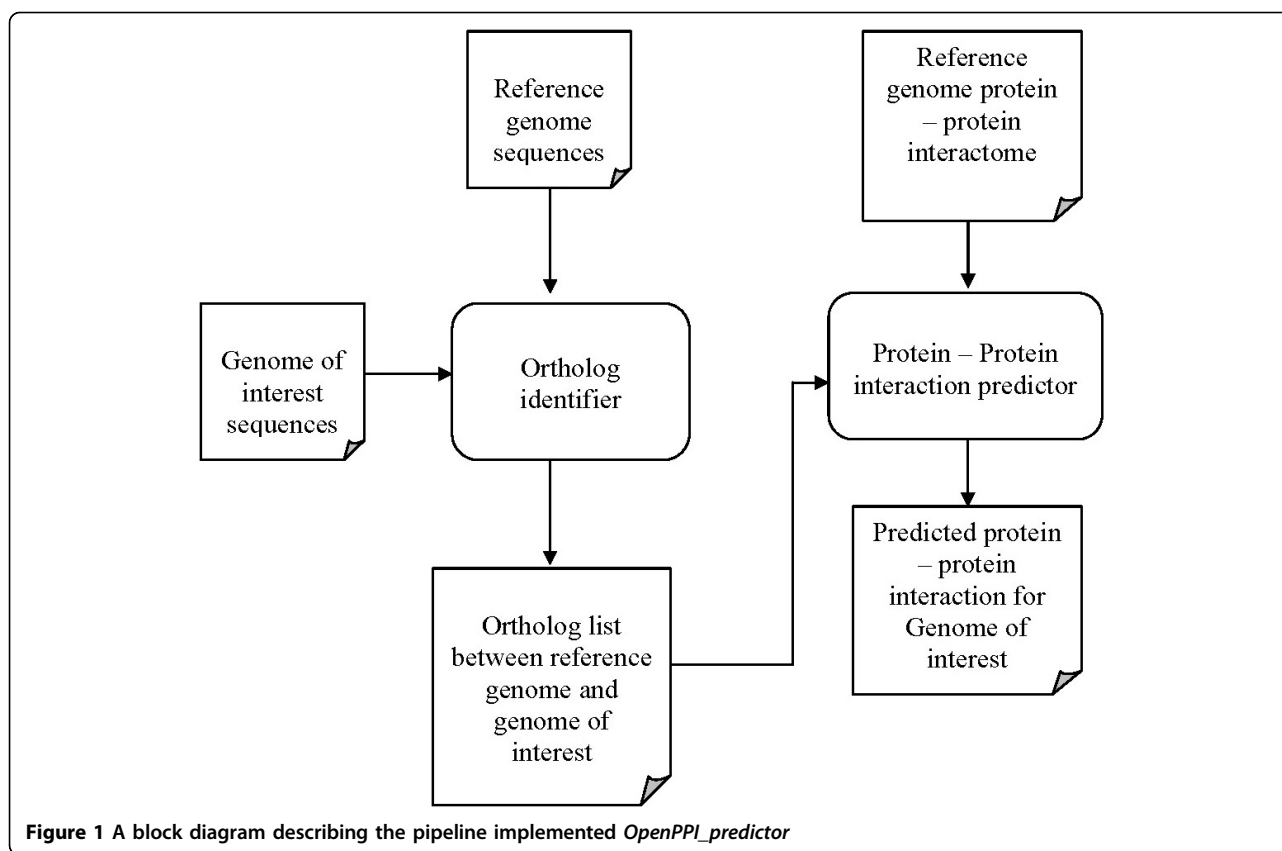 Reference
genome
sequences
Reference
genome protein
– protein
interactome
Genome of
interest
sequences
Ortholog
identifier
Protein – Protein
interaction predictor
Ortholog list
between reference
genome and
genome of
interest
Predicted protein
– protein
interaction for
Genome of
interest
Figure 1 A block diagram describing the pipeline implemented OpenPPI_predictor